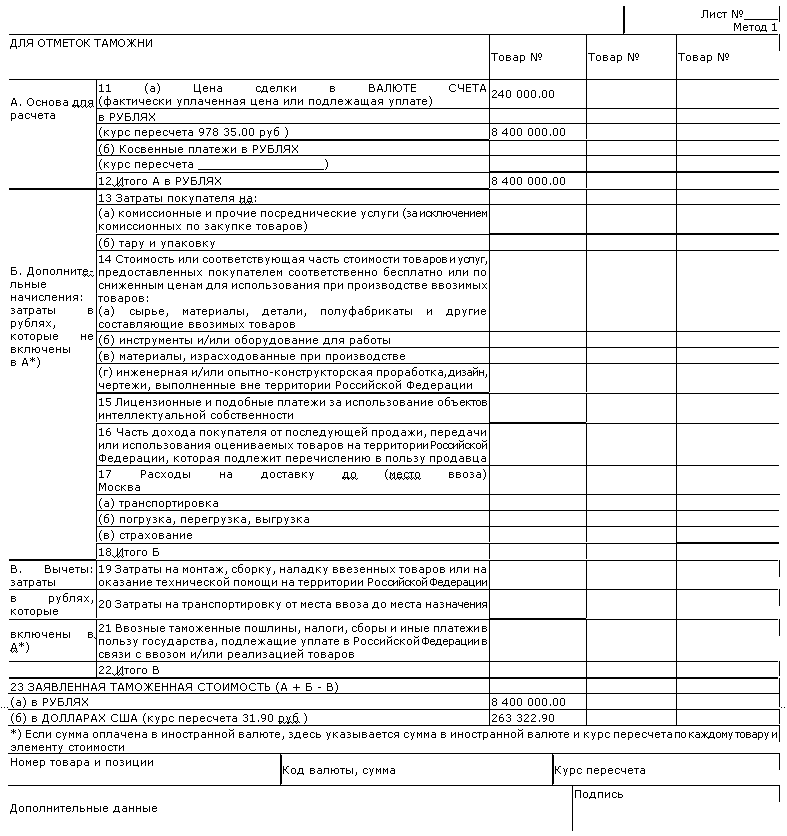 Лист №_____
Метод 1
ДЛЯ ОТМЕТОК ТАМОЖНИ
Товар № Товар № Товар №
А. Основа для
расчета
11 (а) Цена сделки в ВАЛЮТЕ СЧЕТА
(фактически уплаченная цена или подлежащая уплате)
240 000.00
в РУБЛЯХ
(курс пересчета 978 35.00 руб )
8 400 000.00
(б) Косвенные платежи в РУБЛЯХ
(курс пересчета __________________)
12.Итого А в РУБЛЯХ
8 400 000.00
Б. Дополните-
льные
начисления:
затраты в
рублях,
которые не
включены
в А*)
13 Затраты покупателя на:
(а) комиссионные и прочие посреднические услуги (за исключением
комиссионных по закупке товаров)
(б) тару и упаковку
14 Стоимость или соответствующая часть стоимости товаров и услуг,
предоставленных покупателем соответственно бесплатно или по
сниженным ценам для использования при производстве ввозимых
товаров:
(а) сырье, материалы, детали, полуфабрикаты и другие
составляющие ввозимых товаров
(б) инструменты и/или оборудование для работы
(в) материалы, израсходованные при производстве
(г) инженерная и/или опытно-конструкторская проработка, дизайн,
чертежи, выполненные вне территории Российской Федерации
15 Лицензионные и подобные платежи за использование объектов
интеллектуальной собственности
16 Часть дохода покупателя от последующей продажи, передачи
или использования оцениваемых товаров на территории Российской
Федерации, которая подлежит перечислению в пользу продавца
17 Расходы на доставку до (место ввоза)
Москва
(а) транспортировка
(б) погрузка, перегрузка, выгрузка
(в) страхование
18.Итого Б
В. Вычеты:
затраты
в рублях,
которые
включены в
А*)
19 Затраты на монтаж, сборку, наладку ввезенных товаров или на
оказание технической помощи на территории Российской Федерации
20 Затраты на транспортировку от места ввоза до места назначения
21 Ввозные таможенные пошлины, налоги, сборы и иные платежи в
пользу государства, подлежащие уплате в Российской Федерации в
связи с ввозом и/или реализацией товаров
22.Итого В
23 ЗАЯВЛЕННАЯ ТАМОЖЕННАЯ СТОИМОСТЬ (А + Б - В)
(а) в РУБЛЯХ
8 400 000.00
(б) в ДОЛЛАРАХ США (курс пересчета 31.90 руб )
263 322.90
*) Если сумма оплачена в иностранной валюте, здесь указывается сумма в иностранной валюте и курс пересчета по каждому товару и
элементу стоимости
Номер товара и позиции
Код валюты, сумма
Курс пересчета
Дополнительные данные
Подпись